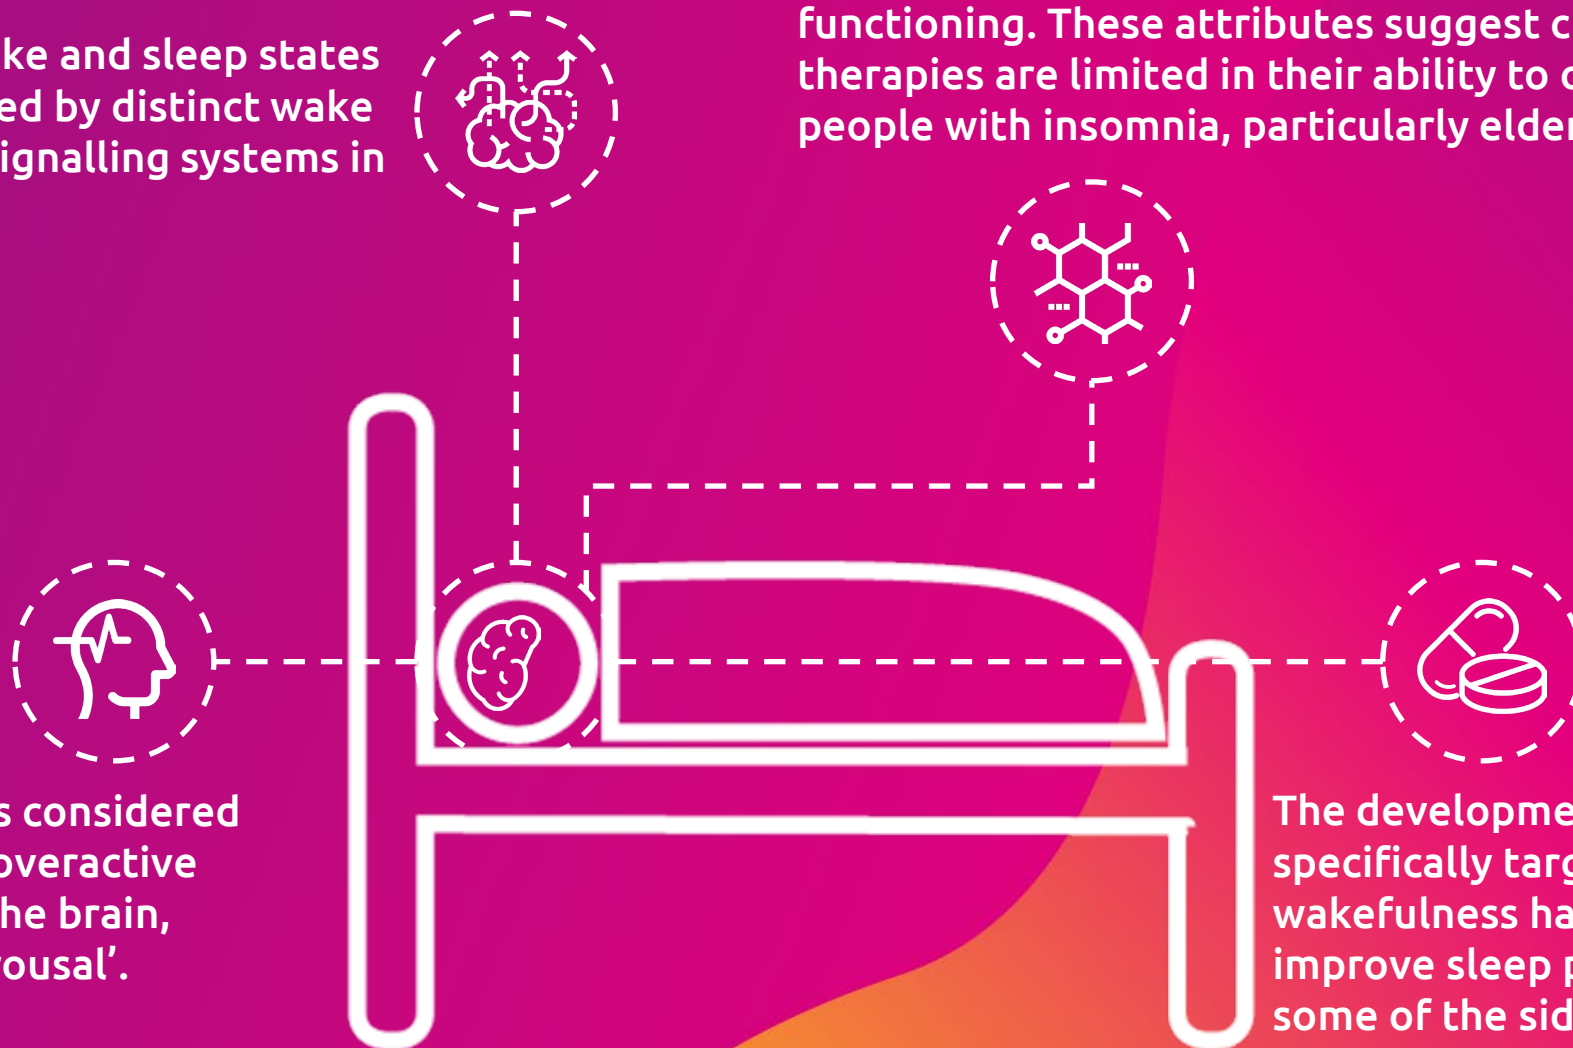 ke and sleep states
ed by distinct wake
ignalling systems in
functioning. These attributes suggest c
therapies are limited in their ability to
people with insomnia, particularly elder
s considered
overactive
he brain,
ousal’.
The developme
specifically targ
wakefulness ha
improve sleep p
some of the sid